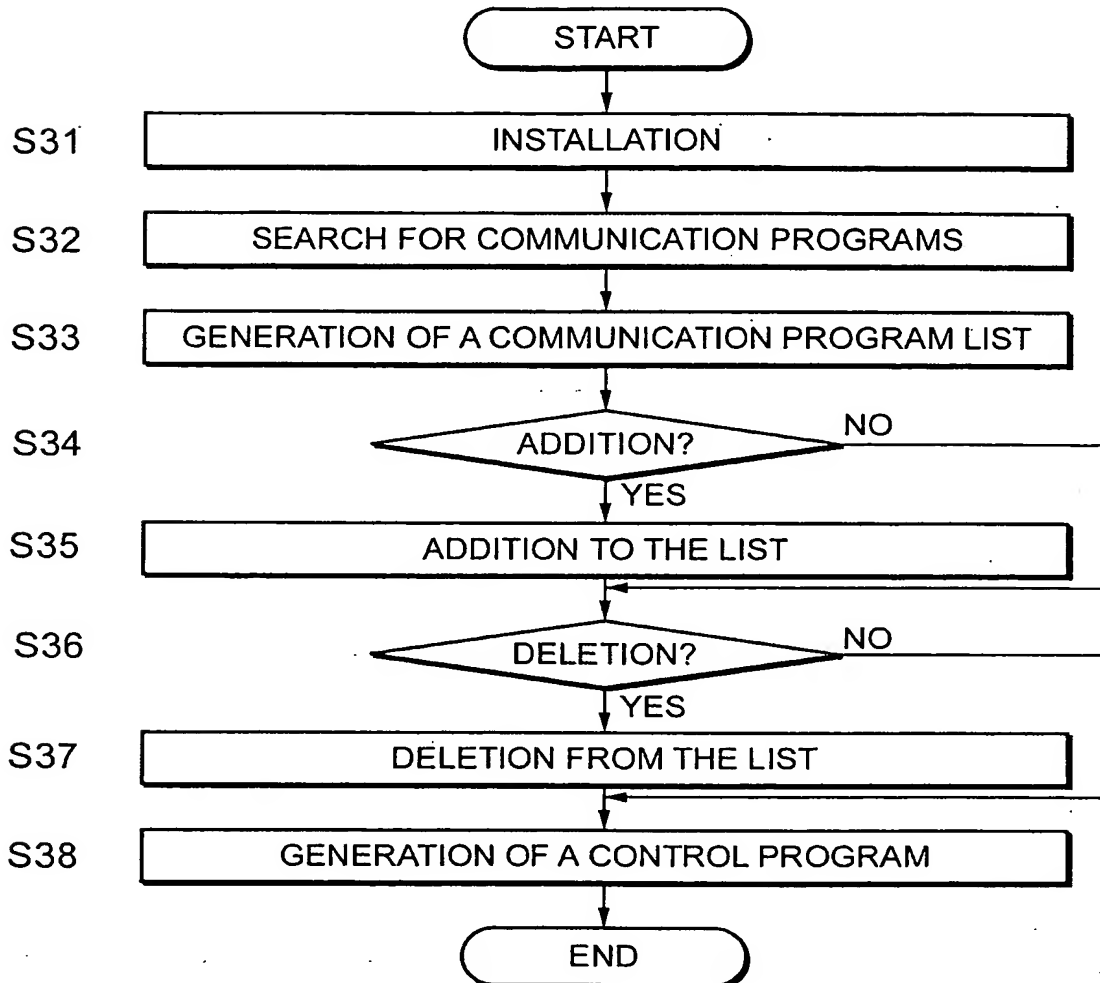 START
S31 INSTALLATION
S32 SEARCH FOR COMMUNICATION PROGRAMS
S33 GENERATION OF A COMMUNICATION PROGRAM LIST
S34 ADDITION? NO
YES
S35 ADDITION TO THE LIST
S36 DELETION? NO
YES
S37 DELETION FROM THE LIST
S38 GENERATION OF A CONTROL PROGRAM
END